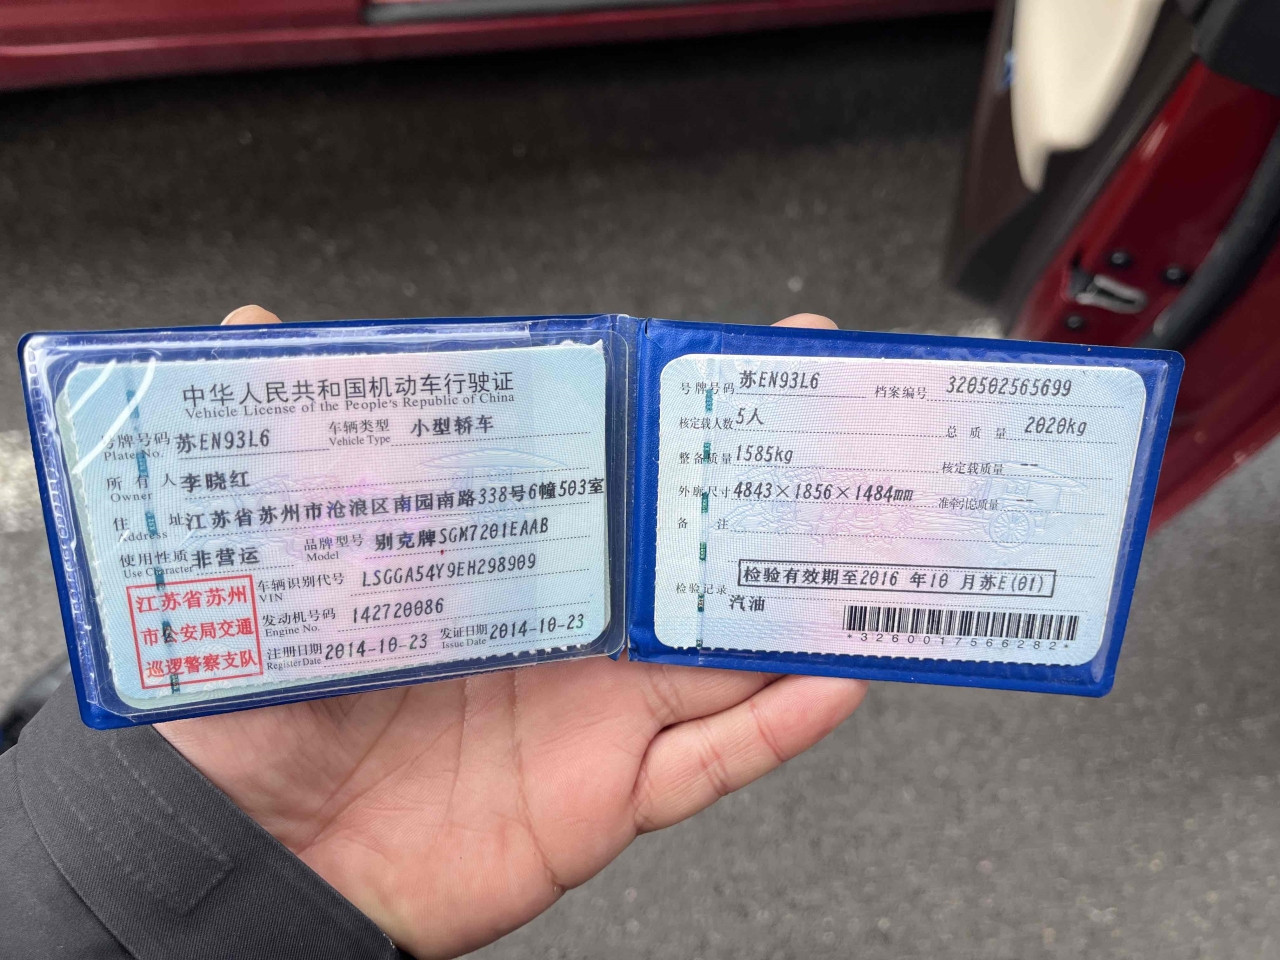 中华人民共和国机动车行驶证
Vehicle License of the People's Republic of China
号牌号码 苏EN93L6 车辆类型 小型轿车
Plate No. Vehicle Type
所有人 李晓红
Owner
住址 江苏省苏州市沧浪区南园南路338号6幢503室
Address
使用性质 非营运 品牌型号 别克牌SGM7201EAAB
Use Character Model
江苏省苏州
市公安局交通
巡逻警察支队
车辆识别代号 LSGGA54Y9EH298909
VIN
发动机号码 142720086
Engine No.
注册日期 2014-10-23 发证日期 2014-10-23
Register Date Issue Date
号牌号码 苏EN93L6 档案编号 320502565699
核定载人数 5人 总质量 2020kg
整备质量 1585kg 核定载质量 --
外廓尺寸 4843×1856×1484mm 准牵引总质量 --
备注
检验记录 检验有效期至2016 年10 月苏E(01)
汽油
*3260017566282*